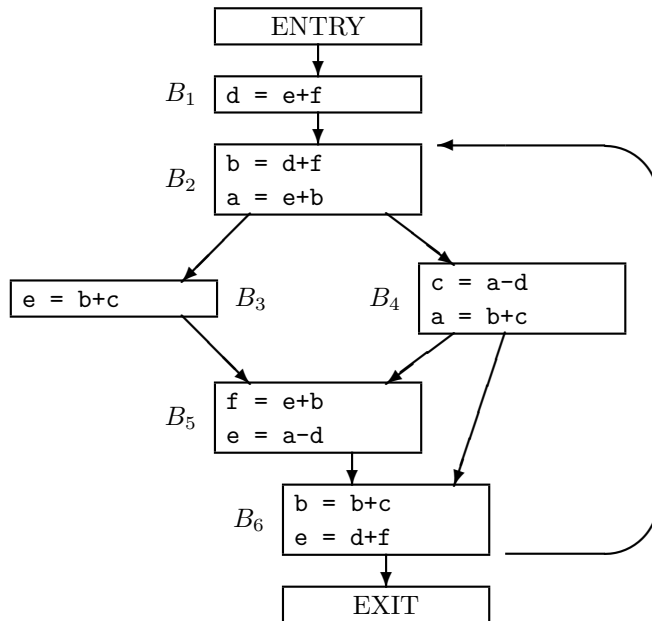 ENTRY
B1
d = e+f
B2
b = d+f
a = e+b
e = b+c
B3
B4
c = a-d
a = b+c
B5
f = e+b
e = a-d
B6
b = b+c
e = d+f
EXIT